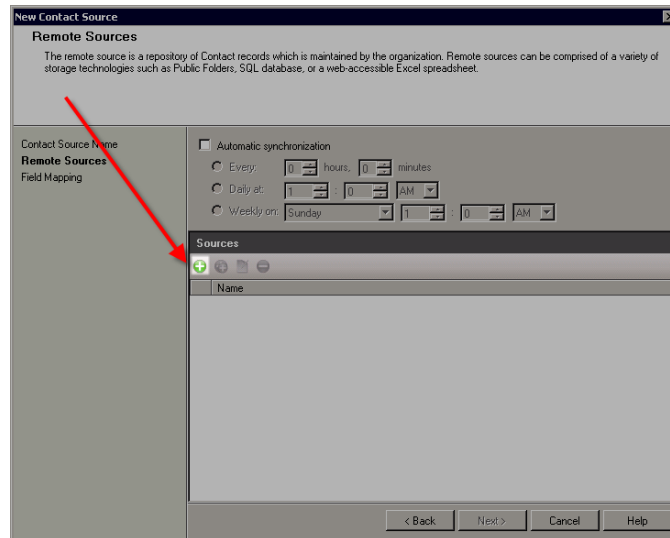 New Contact Source
Remote Sources
The remote source is a repository of Contact records which is maintained by the organization. Remote sources can be comprised of a variety of
storage technologies such as Public Folders, SQL database, or a web-accessible Excel spreadsheet.
Contact Source Name
Remote Sources
Field Mapping
Automatic synchronization
Every: 0 hours, 0 minutes
Daily at: 1 : 0 AM
Weekly on: Sunday 1 : 0 AM
Sources
Name
< Back Next > Cancel Help